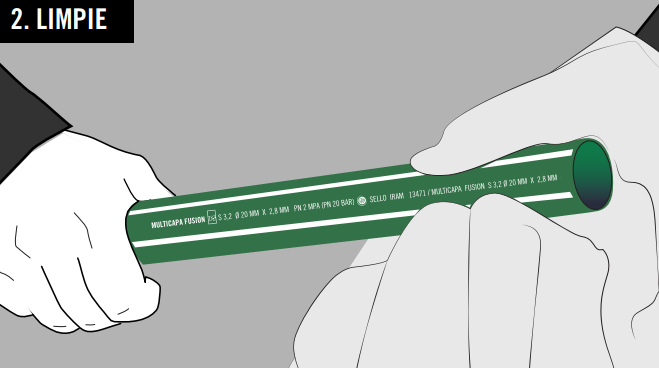 2. LIMPIE
MULTICAPA FUSION S 3,2 Ø 20 MM X 2,8 MM PN 2 MPA (PN 20 BAR) SELLO IRAM 13471 / MULTICAPA FUSION S 3,2 Ø 20 MM X 2,8 MM